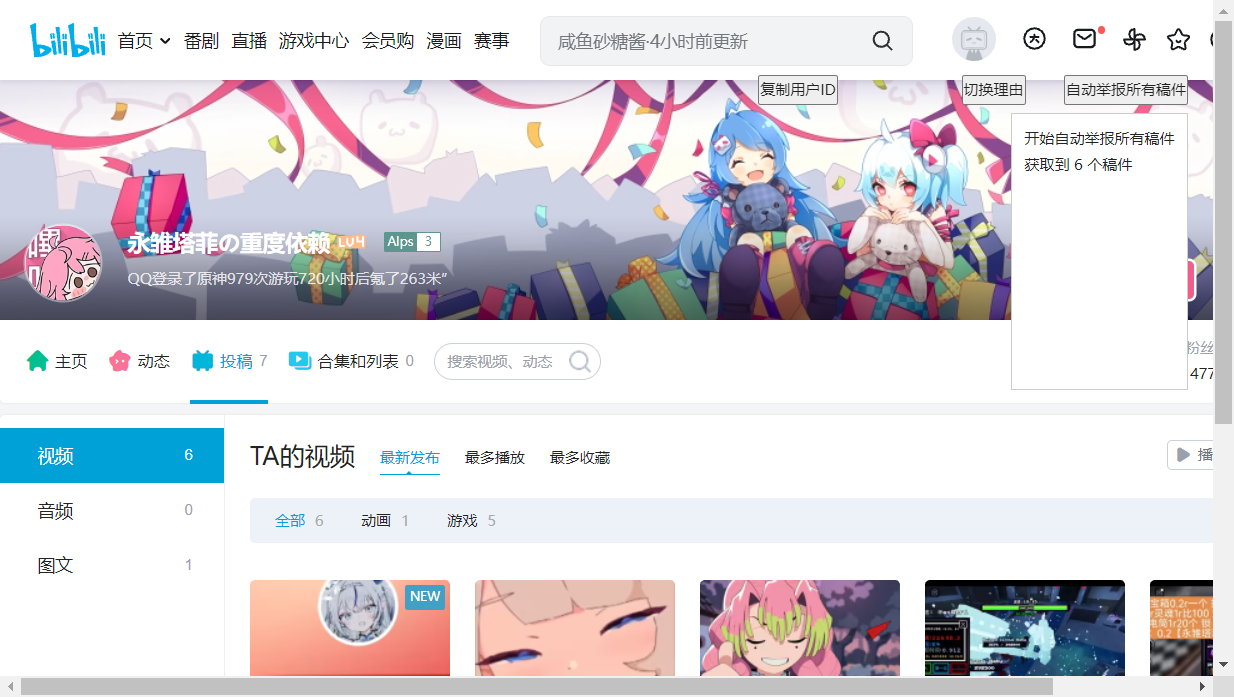 bilibili
首页 番剧 直播 游戏中心 会员购 漫画 赛事
咸鱼砂糖酱·4小时前更新
复制用户ID 切换理由 自动举报所有稿件
开始自动举报所有稿件
获取到 6 个稿件
永雏塔菲の重度依赖 LV4 Alps 3
QQ登录了原神979次游玩720小时后氪了263米“
主页 动态 投稿 7 合集和列表 0 搜索视频、动态
粉丝
477
视频 6
音频 0
图文 1
TA的视频 最新发布 最多播放 最多收藏
播
全部 6 动画 1 游戏 5
NEW